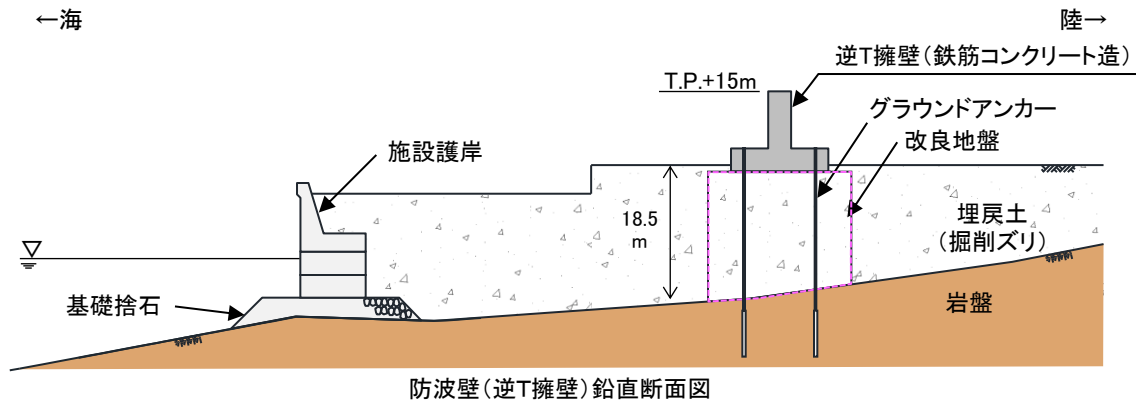 ←海
陸→
逆T擁壁(鉄筋コンクリート造)
T.P.+15m
グラウンドアンカー
改良地盤
施設護岸
18.5
m
埋戻土
(掘削ズリ)
基礎捨石
岩盤
防波壁(逆T擁壁)鉛直断面図